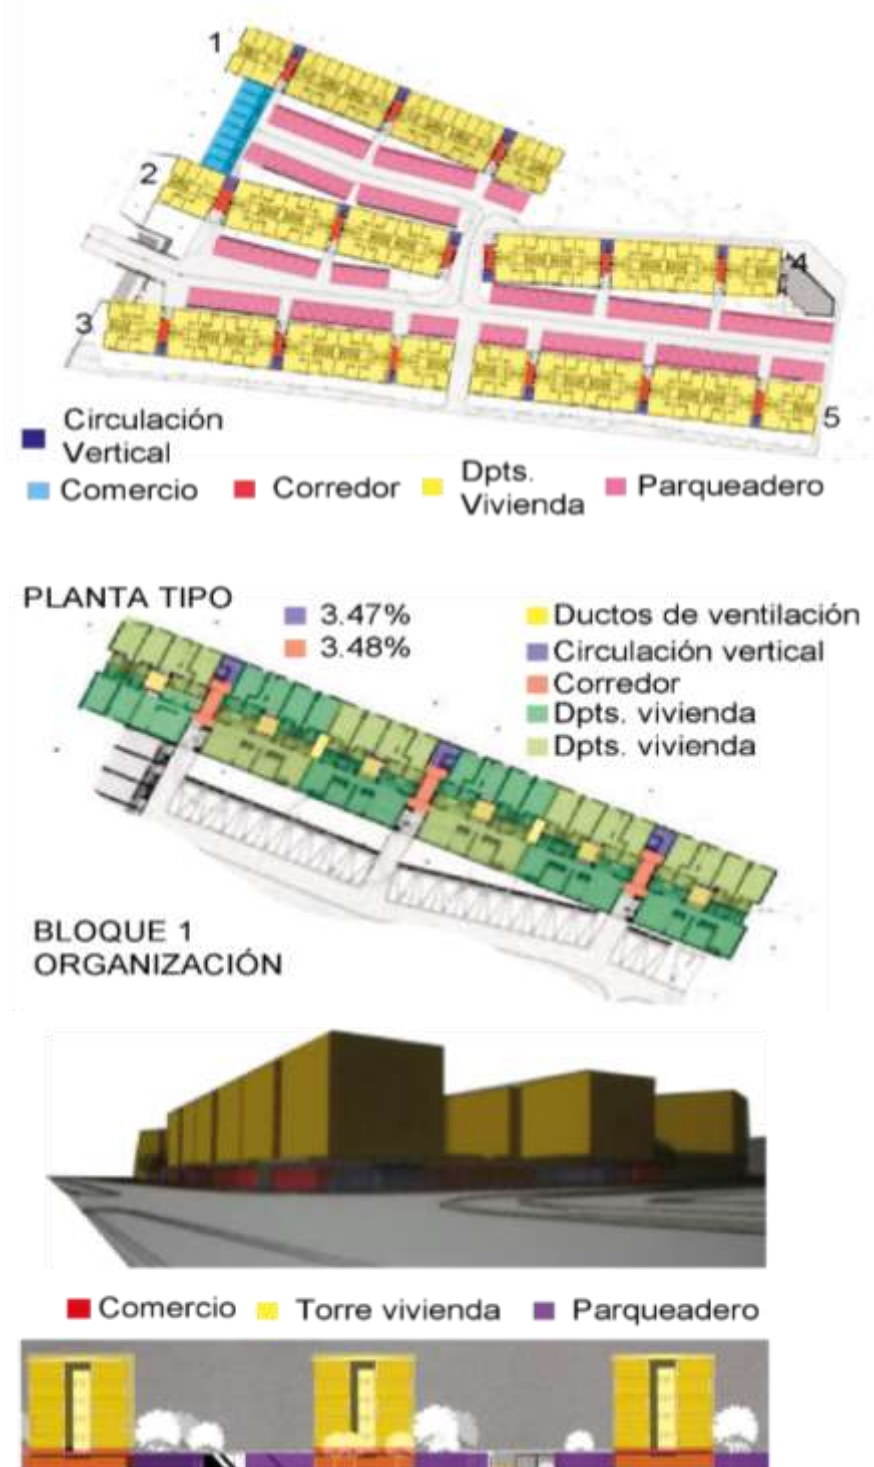 1
2
3
4
5
Circulación
Vertical
Comercio
Corredor
Dpts.
Vivienda
Parqueadero
PLANTA TIPO
3.47%
3.48%
Ductos de ventilación
Circulación vertical
Corredor
Dpts. vivienda
Dpts. vivienda
BLOQUE 1
ORGANIZACIÓN
Comercio
Torre vivienda
Parqueadero